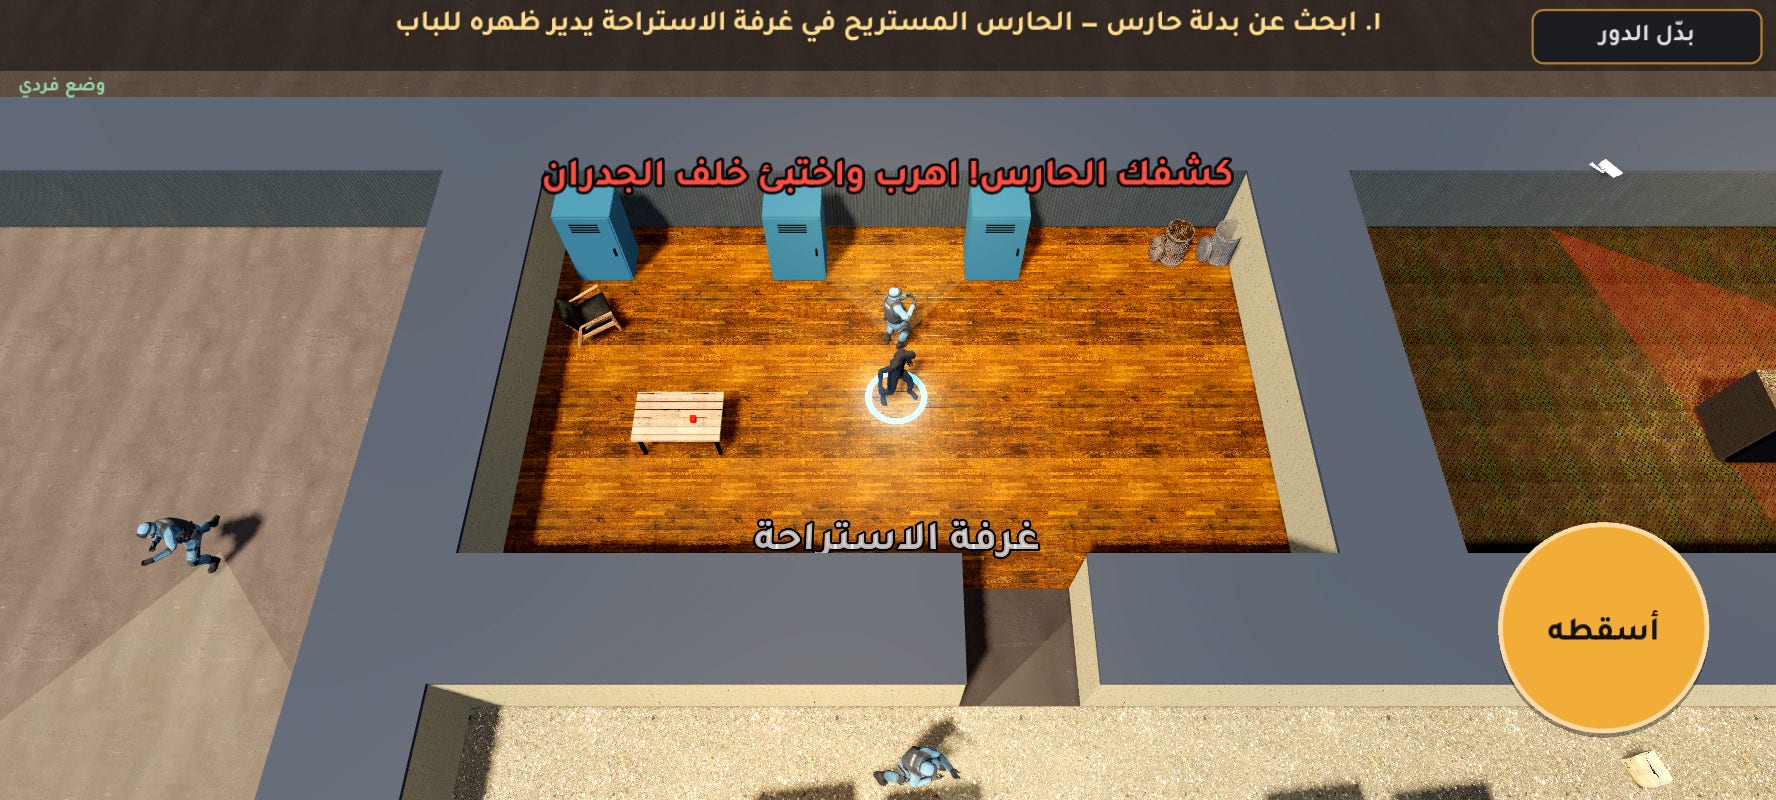 ١. ابحث عن بدلة حارس – الحارس المستريح في غرفة الاستراحة يدير ظهره للباب
بدّل الدور
وضع فردي
كشفك الحارس! اهرب واختبئ خلف الجدران
غرفة الاستراحة
أسقطه